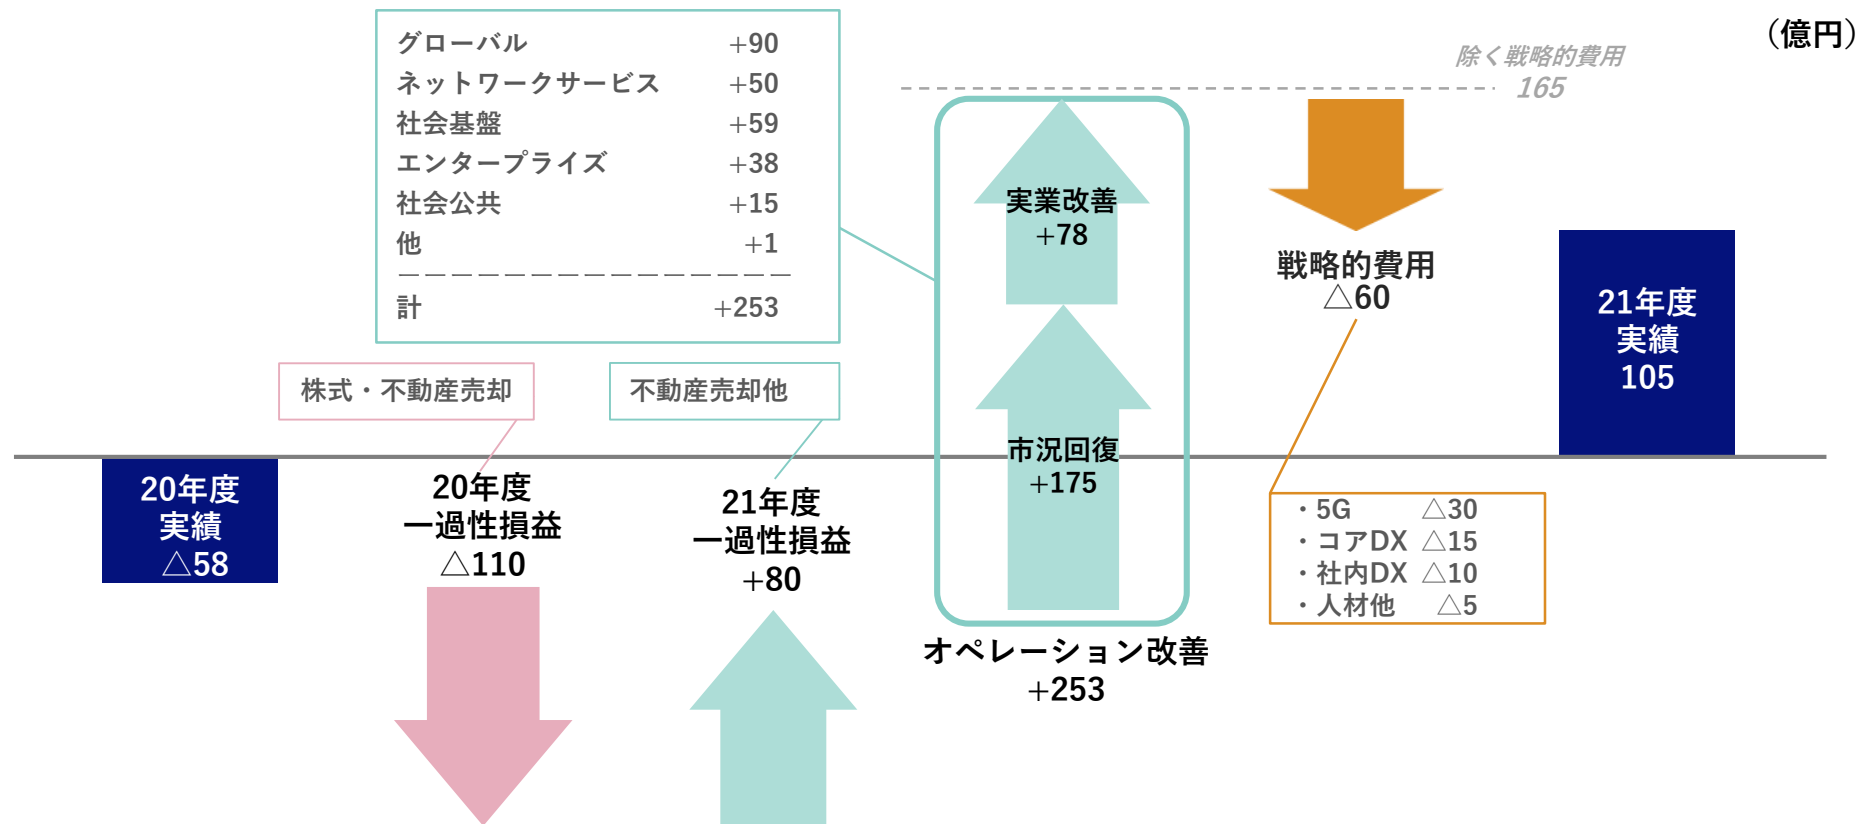 （億円）
グローバル +90
ネットワークサービス +50
社会基盤 +59
エンタープライズ +38
社会公共 +15
他 +1
計 +253
除く戦略的費用
165
実業改善
+78
戦略的費用
△60
21年度
実績
105
株式・不動産売却
不動産売却他
市況回復
+175
20年度
実績
△58
20年度
一過性損益
△110
21年度
一過性損益
+80
・5G △30
・コアDX △15
・社内DX △10
・人材他 △5
オペレーション改善
+253